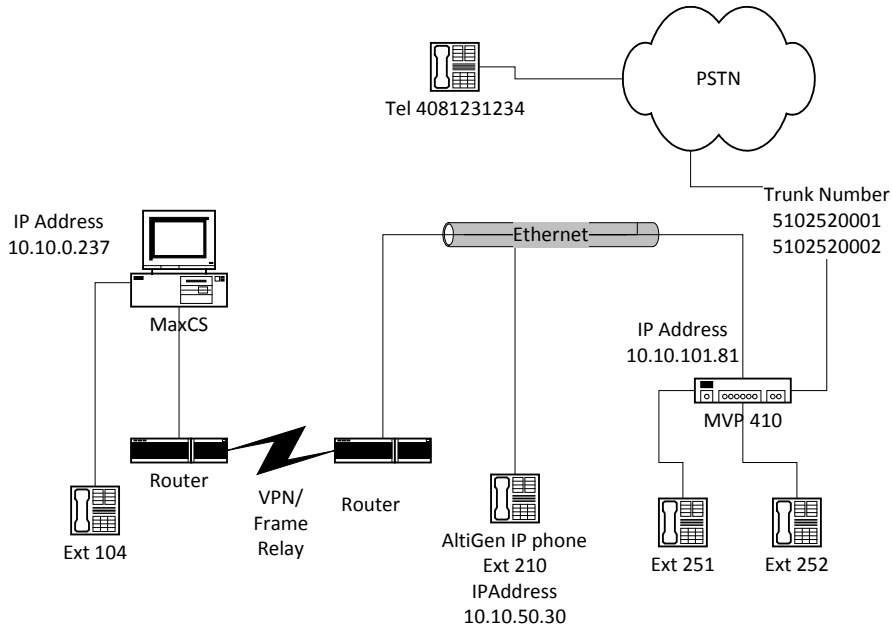 PSTN
Tel 4081231234
Trunk Number
5102520001
5102520002
IP Address
10.10.0.237
Ethernet
MaxCS
IP Address
10.10.101.81
MVP 410
Router
VPN/
Frame
Relay
Router
Ext 104
AltiGen IP phone
Ext 210
IPAddress
10.10.50.30
Ext 251
Ext 252